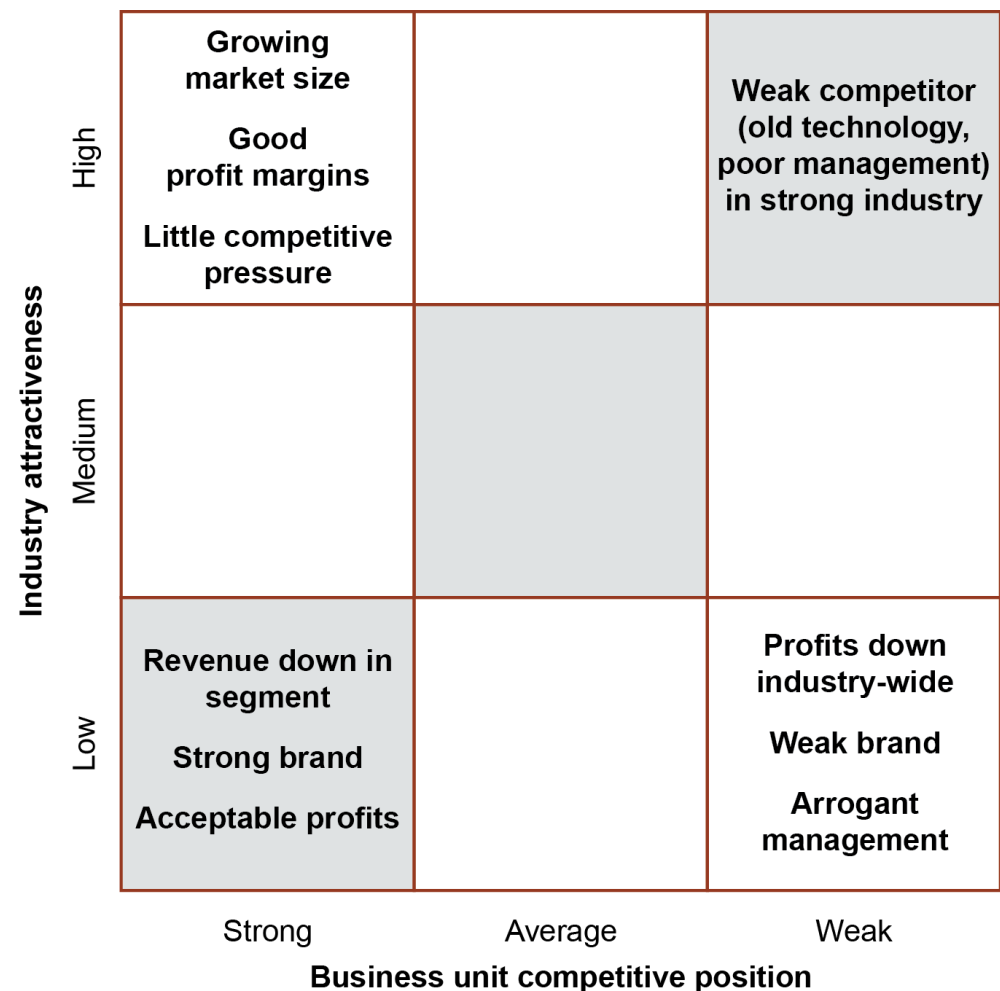 Growing
market size
Good
profit margins
Little competitive
pressure
Weak competitor
(old technology,
poor management)
in strong industry
High
Industry attractiveness
Medium
Low
Revenue down in
segment
Strong brand
Acceptable profits
Profits down
industry-wide
Weak brand
Arrogant
management
Strong
Average
Weak
Business unit competitive position